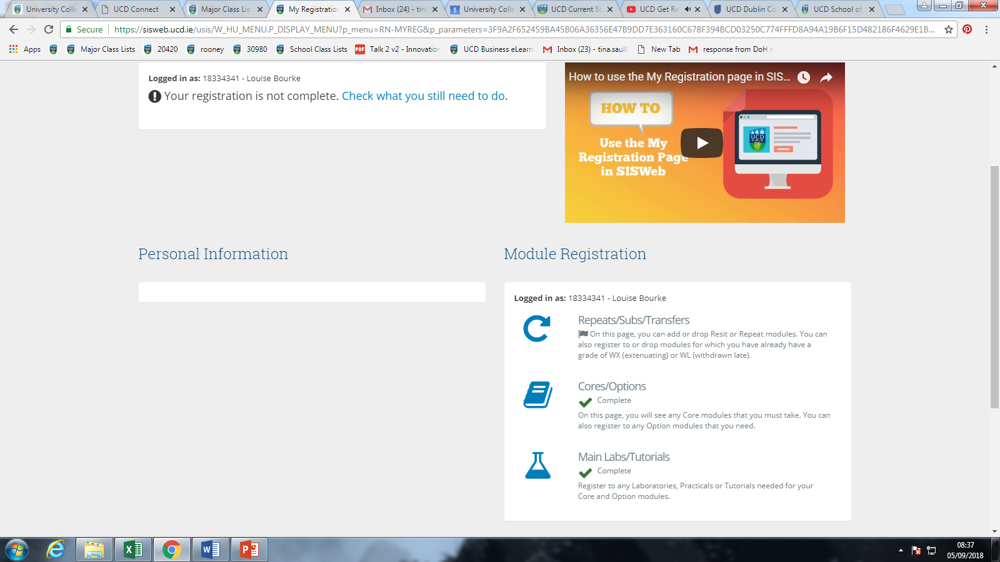 University Colle
UCD Connect
Major Class List
My Registration
Inbox (24) - tina
University Colle
UCD Current St
UCD Get Re
UCD Dublin Co
UCD School of
Secure
https://sisweb.ucd.ie/usis/W_HU_MENU.P_DISPLAY_MENU?p_menu=RN-MYREG&p_parameters=3F9A2F652459BA45B06A36356E47B9DD7E363160C678F394BCD03250C774FFFD8A94A19B6F15D482186F4629E1B...
Apps
Major Class Lists
20420
rooney
30980
School Class Lists
PDF
Talk 2 v2 - Innovation
UCD Business eLearn
Inbox (23) - tina.saul
New Tab
response from DoH
Logged in as: 18334341 - Louise Bourke
Your registration is not complete. Check what you still need to do.
How to use the My Registration page in SIS...
HOW TO
Use the My
Registration Page
in SISWeb
UCD
DUBLIN
Personal Information
Module Registration
Logged in as: 18334341 - Louise Bourke
Repeats/Subs/Transfers
On this page, you can add or drop Resit or Repeat modules. You can
also register to or drop modules for which you have already have a
grade of WX (extenuating) or WL (withdrawn late).
Cores/Options
Complete
On this page, you will see any Core modules that you must take. You can
also register to any Option modules that you need.
Main Labs/Tutorials
Complete
Register to any Laboratories, Practicals or Tutorials needed for your
Core and Option modules.
08:37
05/09/2018